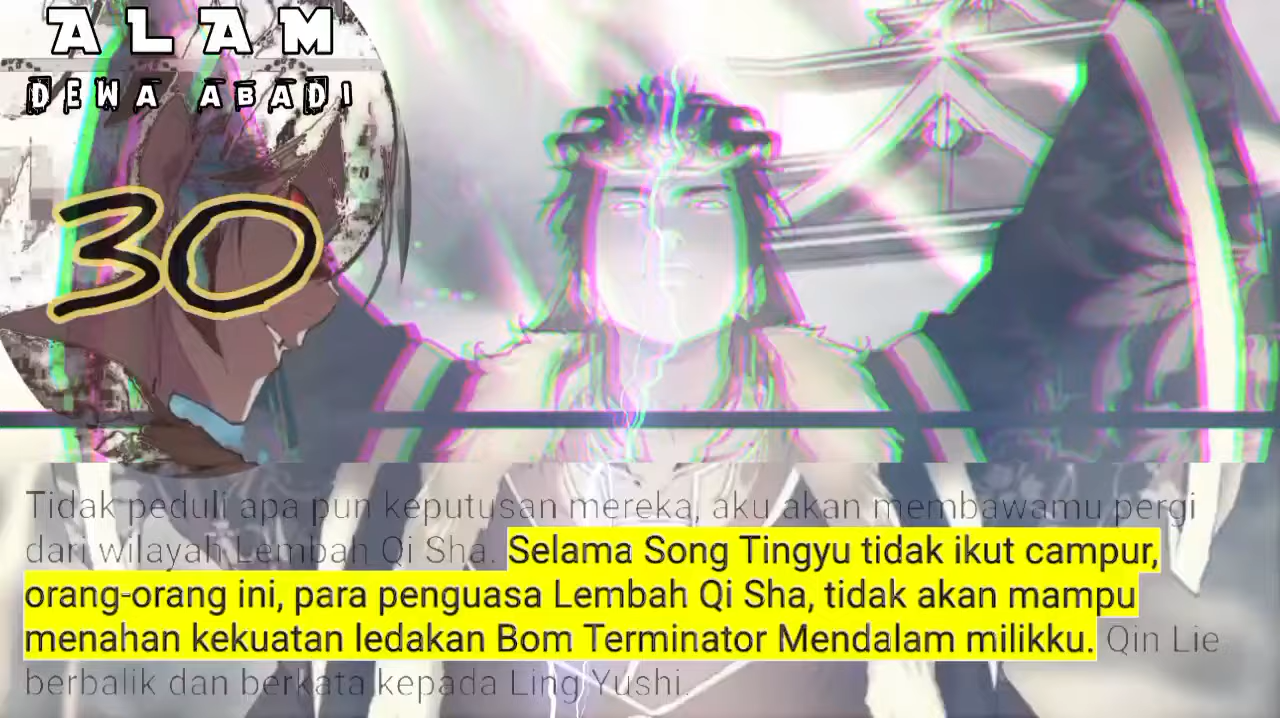 ALAM
DEWA ABADI
30
Tidak peduli apa pun keputusan mereka, aku akan membawamu pergi
dari wilayah Lembah Qi Sha. Selama Song Tingyu tidak ikut campur,
orang-orang ini, para penguasa Lembah Qi Sha, tidak akan mampu
menahan kekuatan ledakan Bom Terminator Mendalam milikku. Qin Lie
berbalik dan berkata kepada Ling Yushi.